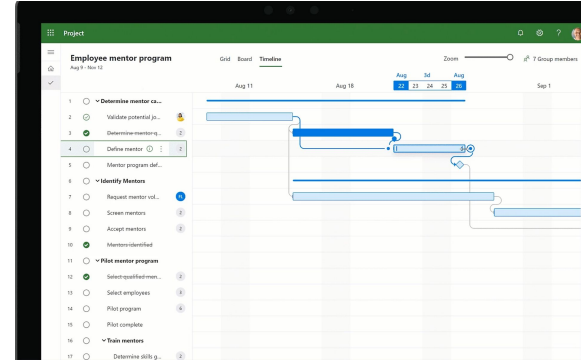 Project
?
Employee mentor program
Aug 9 - Nov 12
Grid Board Timeline
Zoom
7 Group members
Aug 3d Aug
Aug 11 Aug 18 22 23 24 25 26 Sep 1
1 Determine mentor ca...
2 Validate potential jo...
3 Determine mentor q... 2
4 Define mentor 2
5 Mentor program def...
6 Identify Mentors
7 Request mentor vol...
8 Screen mentors 2
9 Accept mentors 2
10 Mentors identified
11 Pilot mentor program
12 Select qualified men... 2
13 Select employees 3
14 Pilot program 4
15 Pilot complete
16 Train mentors
17 Determine skills g... 2